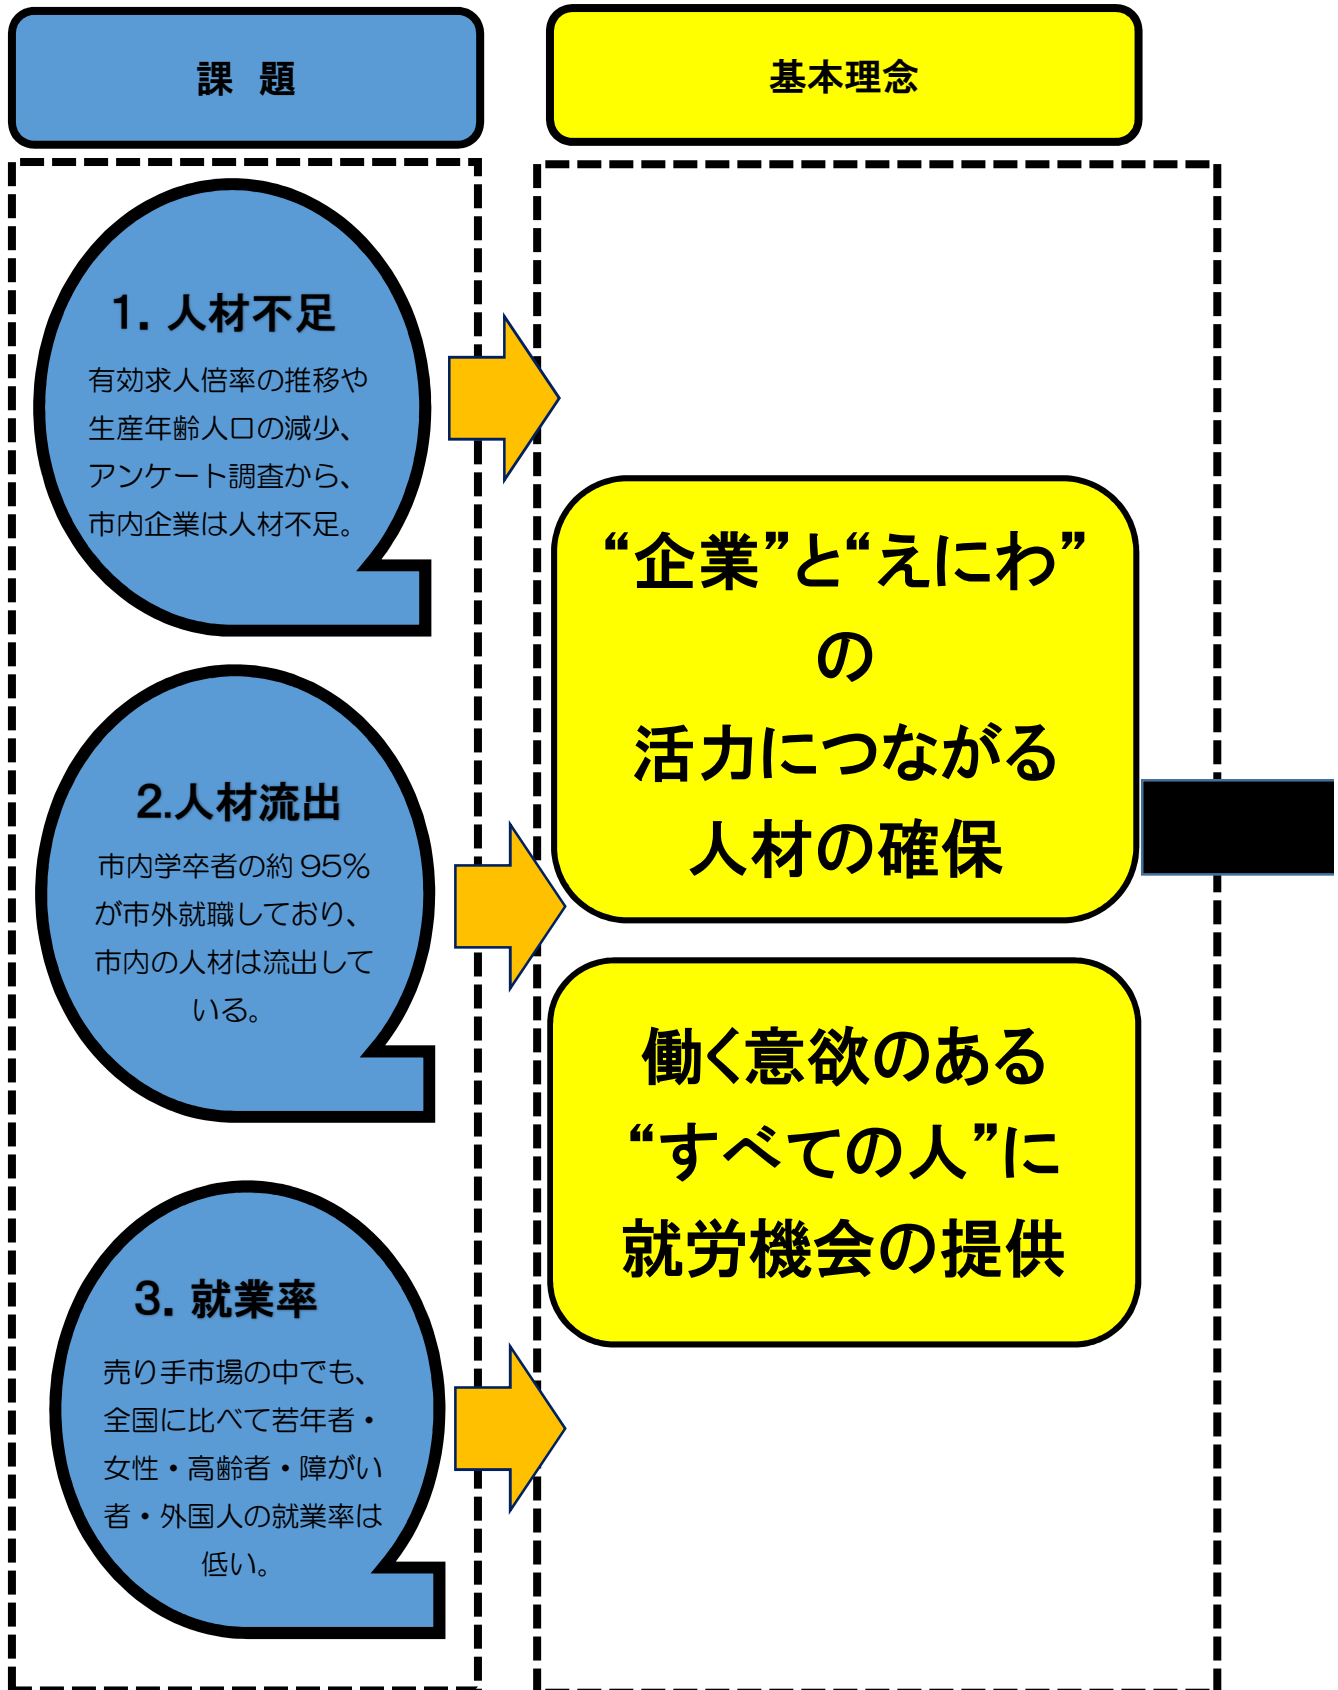 課 題
1. 人材不足
有効求人倍率の推移や
生産年齢人口の減少、
アンケート調査から、
市内企業は人材不足。
2.人材流出
市内学卒者の約 95%
が市外就職しており、
市内の人材は流出して
いる。
3. 就業率
売り手市場の中でも、
全国に比べて若年者・
女性・高齢者・障がい
者・外国人の就業率は
低い。
基本理念
“企業”と“えにわ”
の
活力につながる
人材の確保
働く意欲のある
“すべての人”に
就労機会の提供